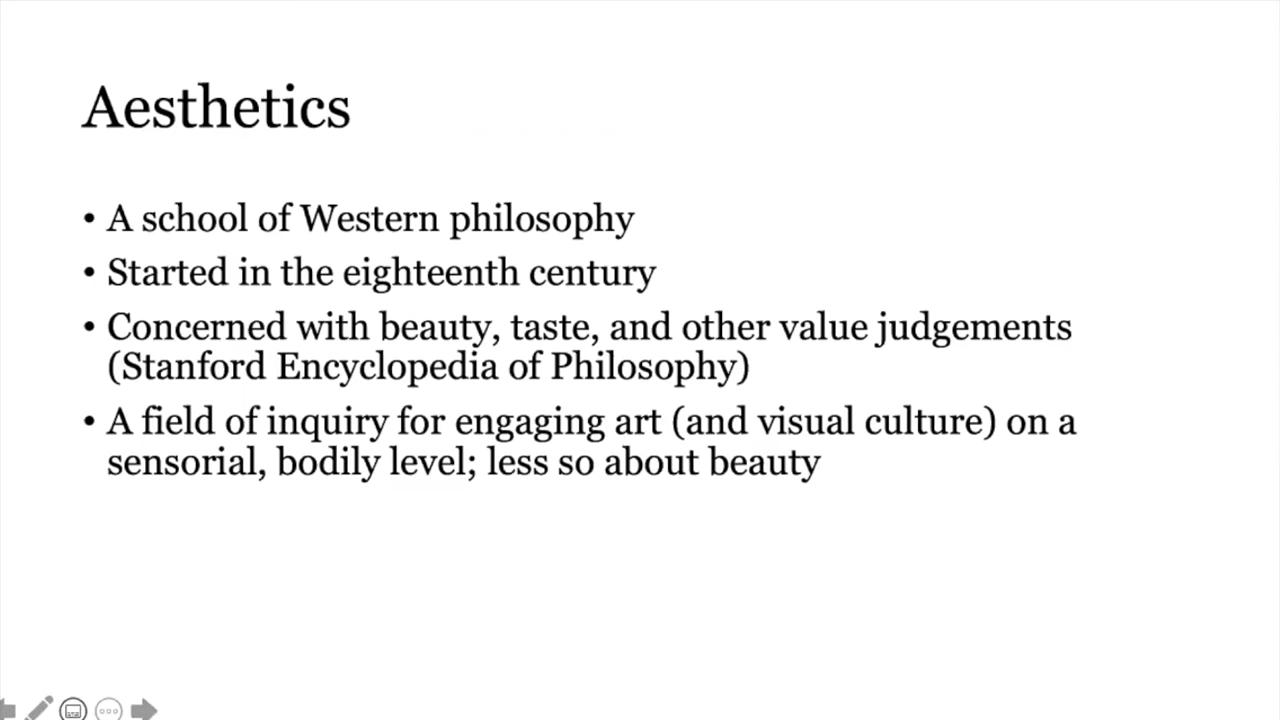 Aesthetics
• A school of Western philosophy
• Started in the eighteenth century
• Concerned with beauty, taste, and other value judgements
(Stanford Encyclopedia of Philosophy)
• A field of inquiry for engaging art (and visual culture) on a
sensorial, bodily level; less so about beauty